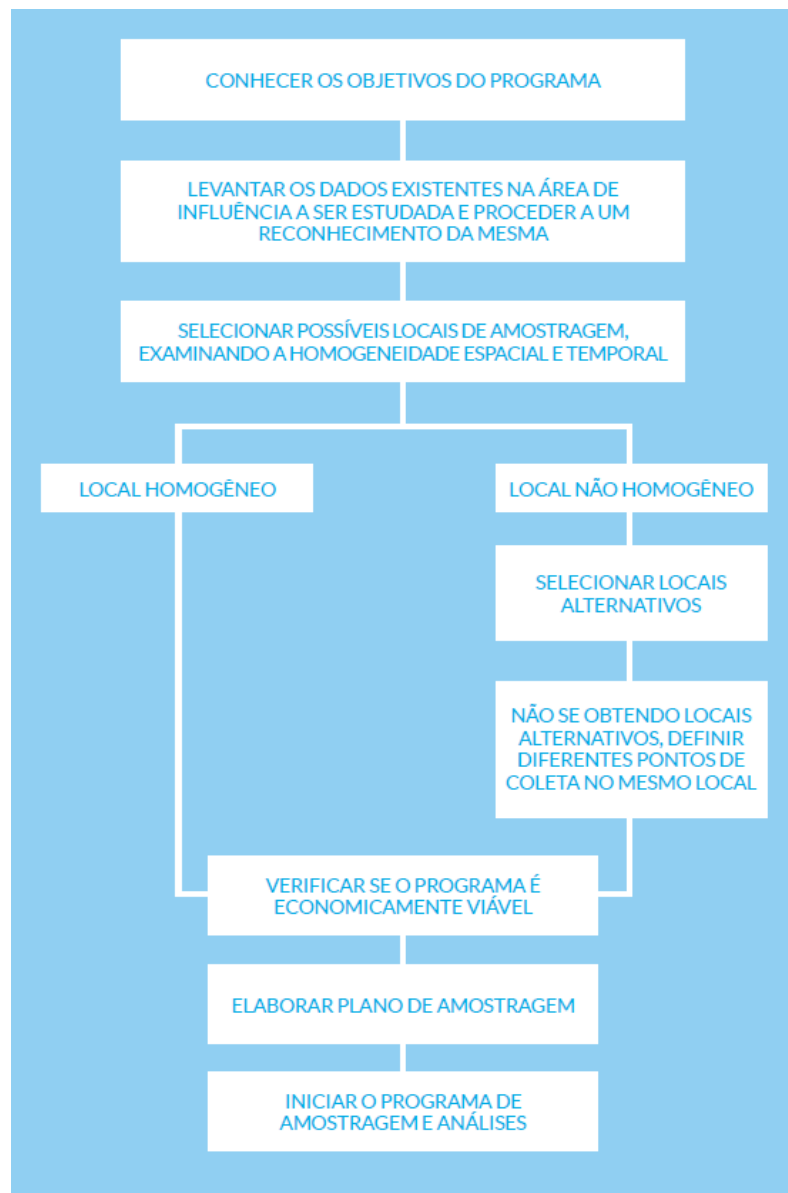 CONHECER OS OBJETIVOS DO PROGRAMA
LEVANTAR OS DADOS EXISTENTES NA ÁREA DE
INFLUÊNCIA A SER ESTUDADA E PROCEDER A UM
RECONHECIMENTO DA MESMA
SELECIONAR POSSÍVEIS LOCAIS DE AMOSTRAGEM,
EXAMINANDO A HOMOGENEIDADE ESPACIAL E TEMPORAL
LOCAL HOMOGÊNEO
LOCAL NÃO HOMOGÊNEO
SELECIONAR LOCAIS
ALTERNATIVOS
NÃO SE OBTENDO LOCAIS
ALTERNATIVOS, DEFINIR
DIFERENTES PONTOS DE
COLETA NO MESMO LOCAL
VERIFICAR SE O PROGRAMA É
ECONOMICAMENTE VIÁVEL
ELABORAR PLANO DE AMOSTRAGEM
INICIAR O PROGRAMA DE
AMOSTRAGEM E ANÁLISES